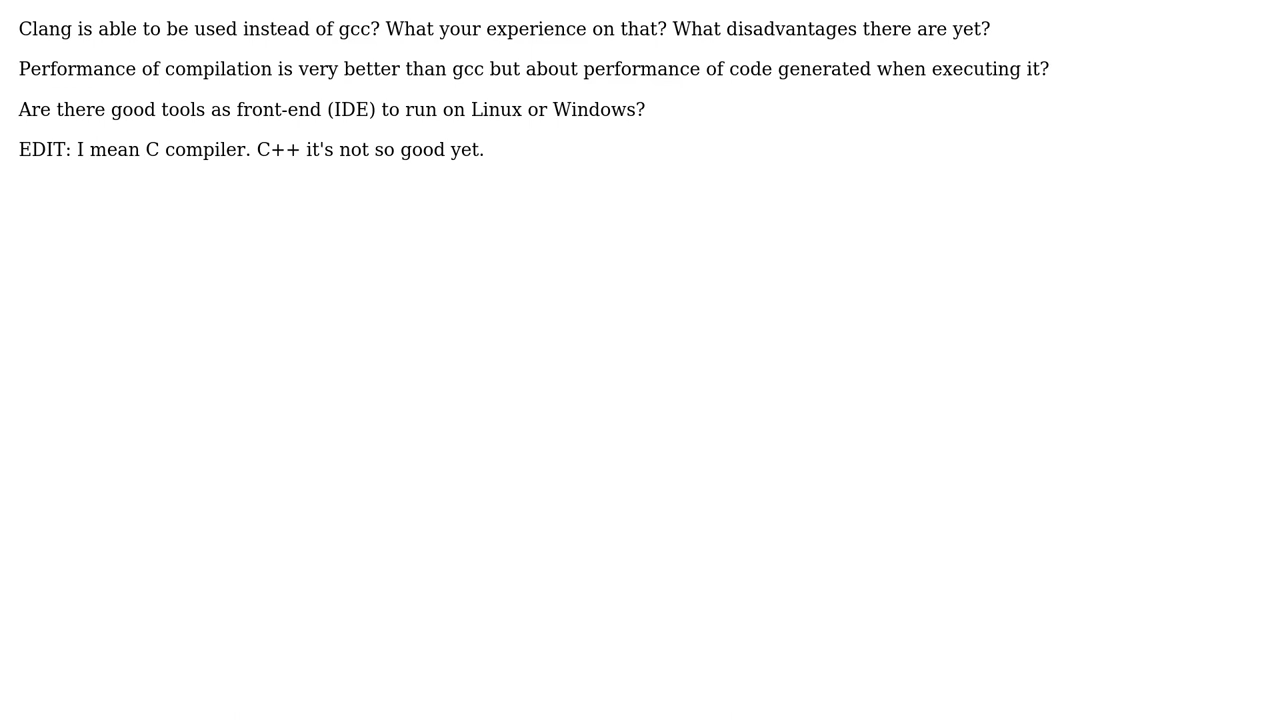 Clang is able to be used instead of gcc? What your experience on that? What disadvantages there are yet?
Performance of compilation is very better than gcc but about performance of code generated when executing it?
Are there good tools as front-end (IDE) to run on Linux or Windows?
EDIT: I mean C compiler. C++ it's not so good yet.